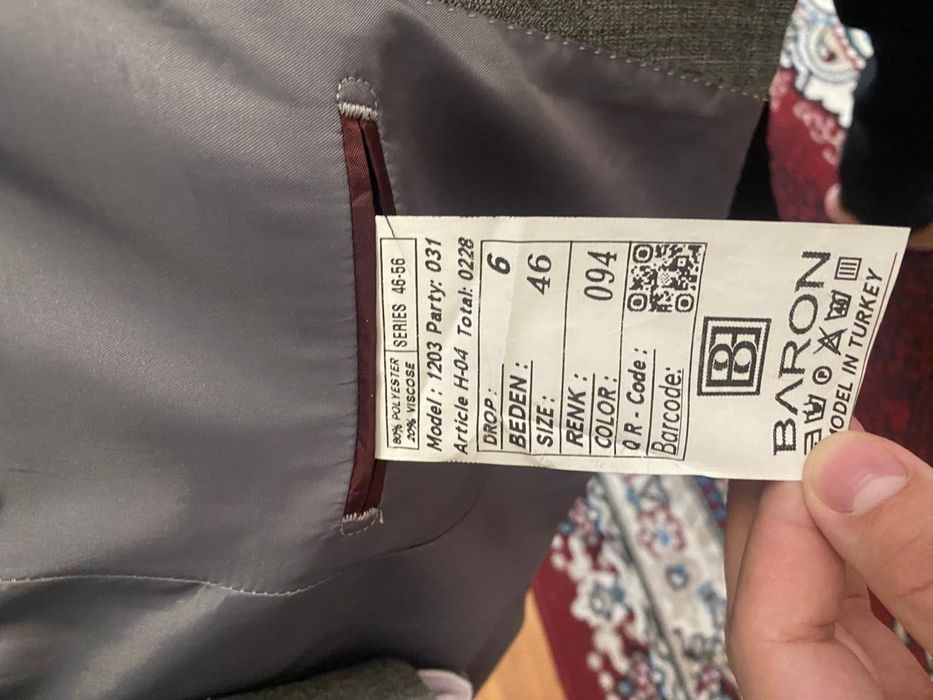 80% POLYESTER
20% VISCOSE
SERIES 46-56
Model : 1203 Party: 031
Article H-04 Total: 0228
DROP : 6
BEDEN :
SIZE : 46
RENK :
COLOR : 094
QR - Code :
Barcode:
B
BARON
MODEL IN TURKEY